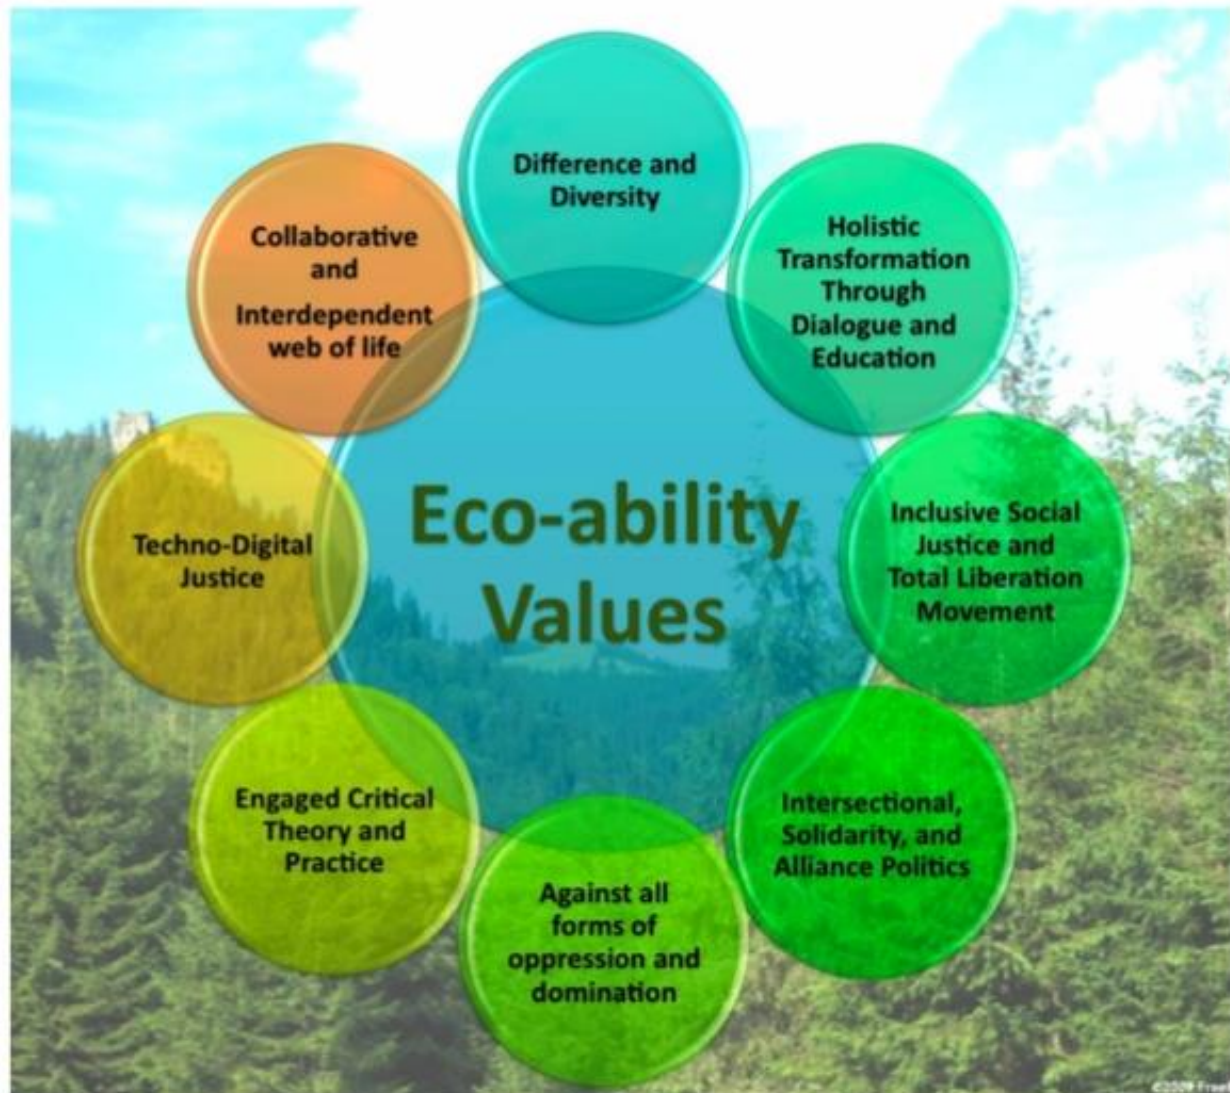 Difference and
Diversity
Holistic
Transformation
Through
Dialogue and
Education
Inclusive Social
Justice and
Total Liberation
Movement
Intersectional,
Solidarity, and
Alliance Politics
Against all
forms of
oppression and
domination
Engaged Critical
Theory and
Practice
Techno-Digital
Justice
Collaborative
and
Interdependent
web of life
Eco-ability
Values